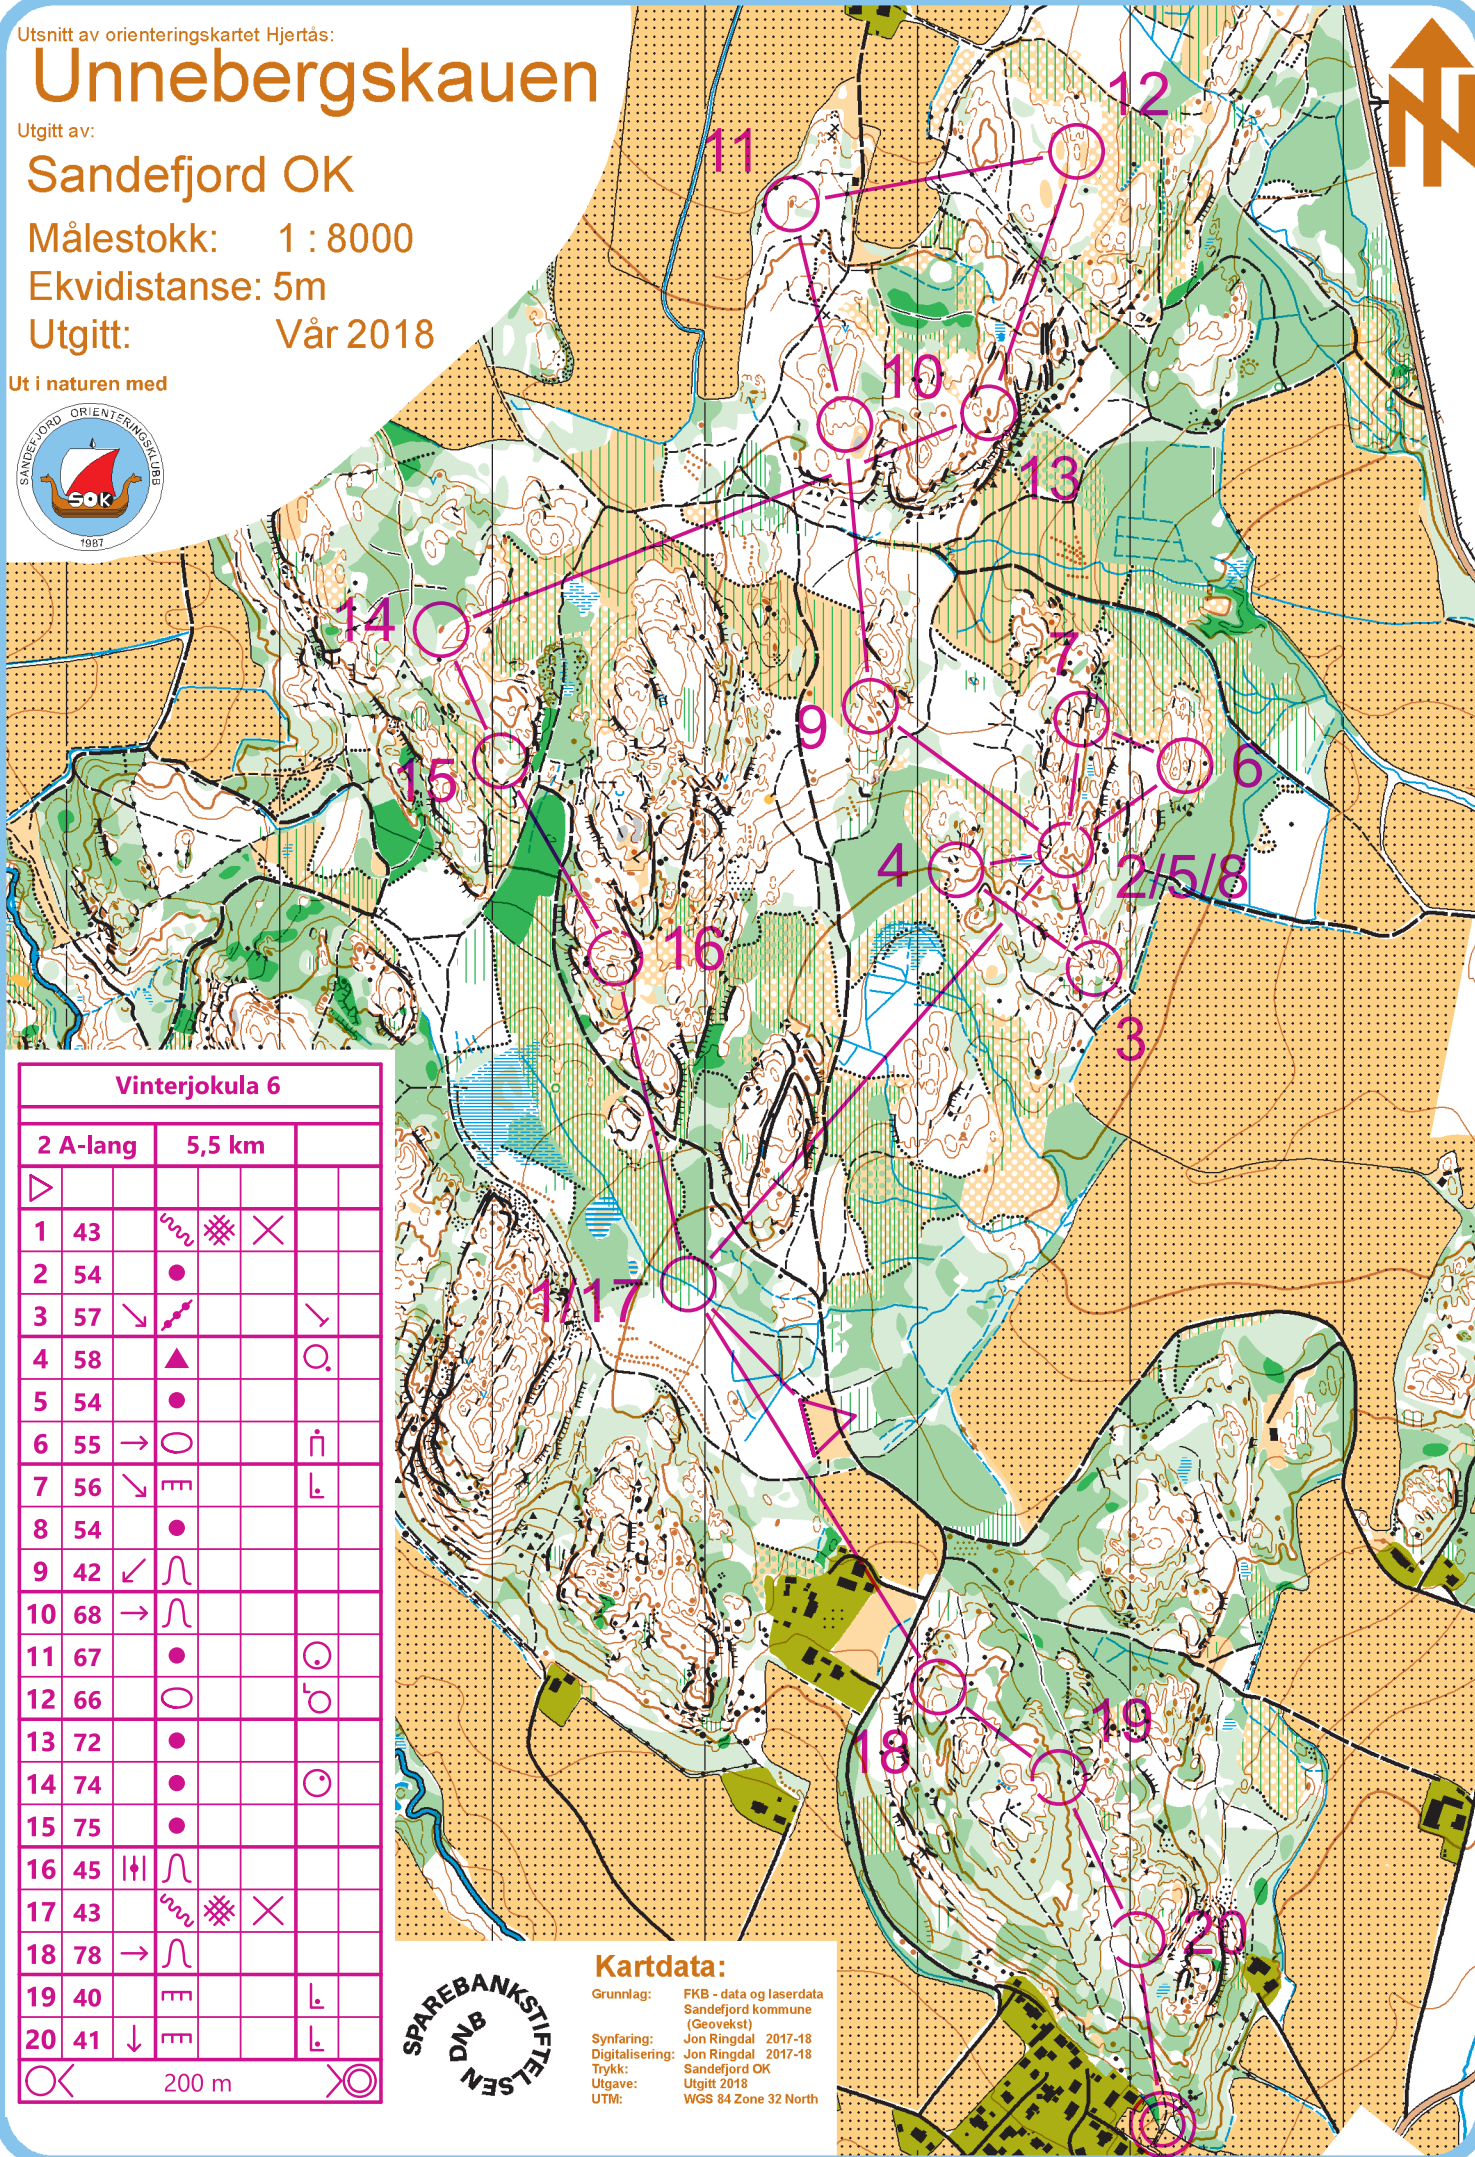 Utsnitt av orienteringskartet Hjertås:
Unnebergskauen
Utgitt av:
Sandefjord OK
Målestokk: 1 : 8000
Ekvidistanse: 5m
Utgitt: Vår 2018
Ut i naturen med
SANDEFJORD ORIENTERINGSKLUBB
SOK
1987
N
12
11
10
13
14
7
9
15
6
4
2/5/8
16
3
1/17
18
19
20
Vinterjokula 6
2 A-lang 5,5 km
1 43
2 54
3 57
4 58
5 54
6 55
7 56
8 54
9 42
10 68
11 67
12 66
13 72
14 74
15 75
16 45
17 43
18 78
19 40
20 41
200 m
SPAREBANKSTIFTELSEN
DNB
Kartdata:
Grunnlag: FKB - data og laserdata
Sandefjord kommune
(Geovekst)
Synfaring: Jon Ringdal 2017-18
Digitalisering: Jon Ringdal 2017-18
Trykk: Sandefjord OK
Utgave: Utgitt 2018
UTM: WGS 84 Zone 32 North